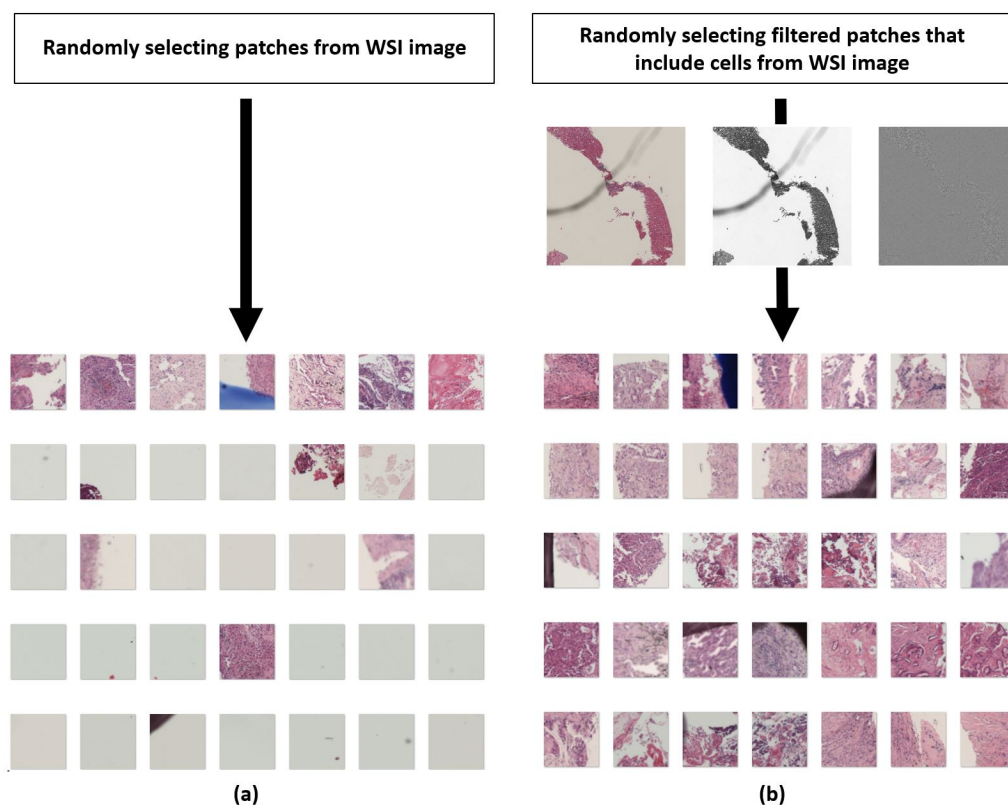 Randomly selecting patches from WSI image
Randomly selecting filtered patches that
include cells from WSI image
(a)
(b)